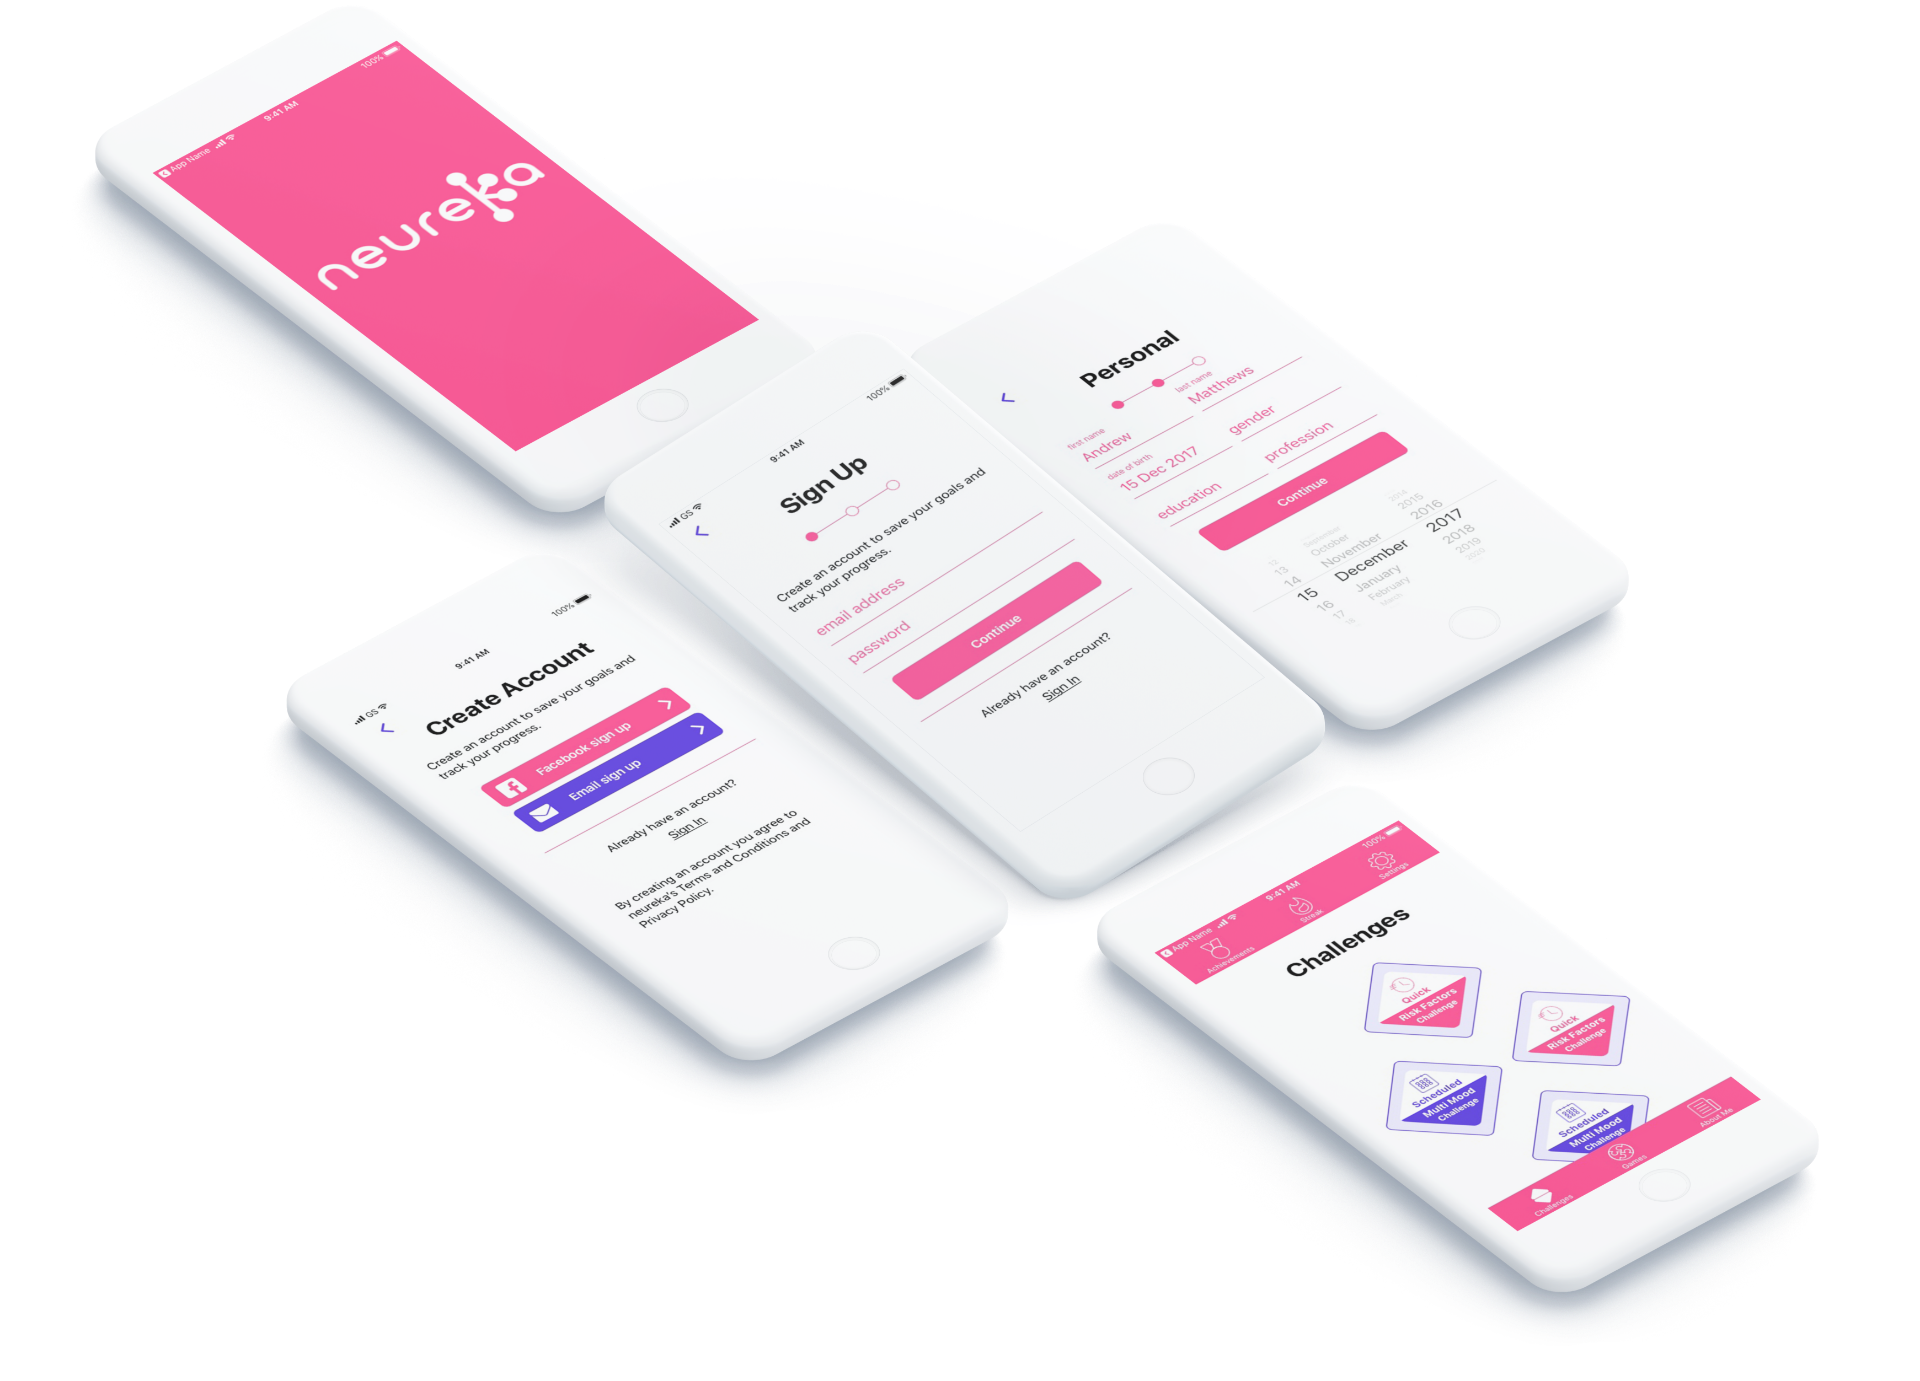 App Name
9:41 AM
100%
neureka
GS
9:41 AM
100%
Create Account
Create an account to save your goals and
track your progress.
Facebook sign up
Email sign up
Already have an account?
Sign In
By creating an account you agree to
neureka's Terms and Conditions and
Privacy Policy.
GS
9:41 AM
100%
Sign Up
Create an account to save your goals and
track your progress.
email address
password
Continue
Already have an account?
Sign In
Personal
first name
Andrew
last name
Matthews
date of birth
15 Dec 2017
gender
education
profession
Continue
12 September 2014
13 October 2015
14 November 2016
15 December 2017
16 January 2018
17 February 2019
18 March 2020
App Name
9:41 AM
100%
Achievements
Streak
Settings
Challenges
Quick
Risk Factors
Challenge
Quick
Risk Factors
Challenge
Scheduled
Multi Mood
Challenge
Scheduled
Multi Mood
Challenge
Challenges
Games
About Me